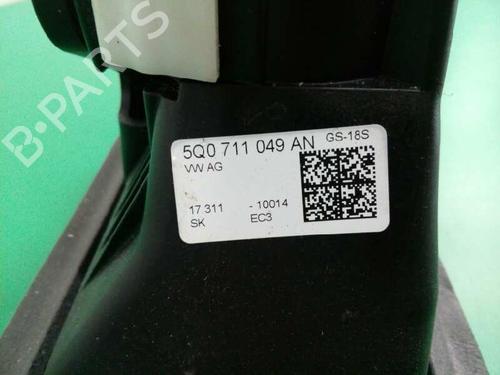 B-PARTS
5Q0 711 049 AN GS-18S
VW AG
17 311 - 10014
SK EC3